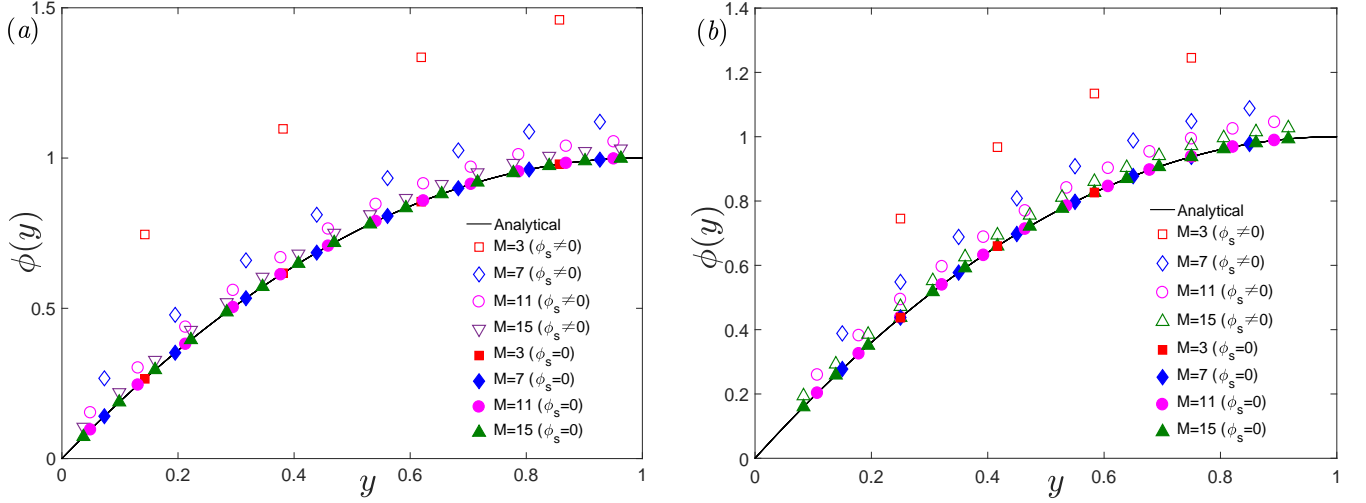 (a)
1.5
1
0.5
0
ϕ(y)
Analytical
M=3 (ϕs≠0)
M=7 (ϕs≠0)
M=11 (ϕs≠0)
M=15 (ϕs≠0)
M=3 (ϕs=0)
M=7 (ϕs=0)
M=11 (ϕs=0)
M=15 (ϕs=0)
0 0.2 0.4 0.6 0.8 1
y
(b)
1.4
1.2
1
0.8
0.6
0.4
0.2
0
ϕ(y)
Analytical
M=3 (ϕs≠0)
M=7 (ϕs≠0)
M=11 (ϕs≠0)
M=15 (ϕs≠0)
M=3 (ϕs=0)
M=7 (ϕs=0)
M=11 (ϕs=0)
M=15 (ϕs=0)
0 0.2 0.4 0.6 0.8 1
y